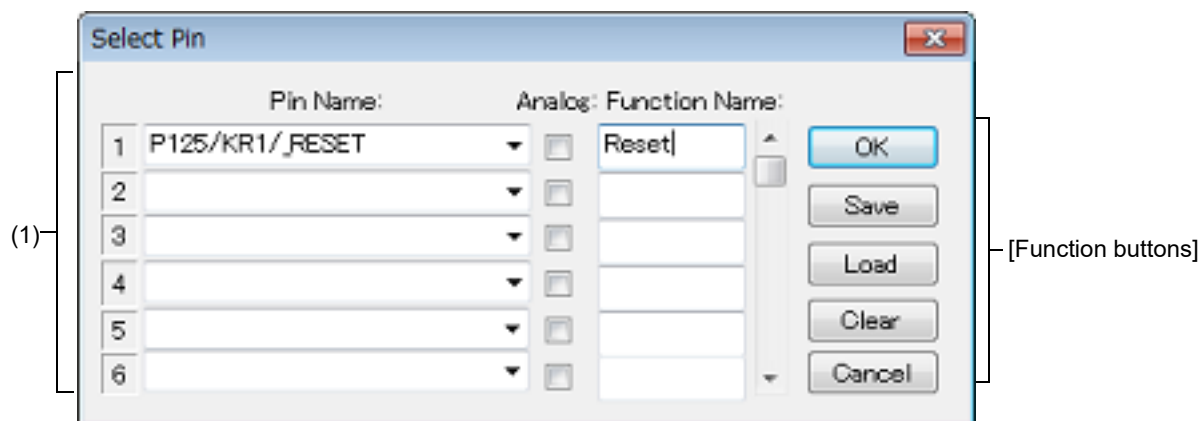 Select Pin
Pin Name: Analog: Function Name:
1 P125/KR1/_RESET Reset OK
2 Save
3
(1) [Function buttons]
4 Load
5 Clear
6 Cancel